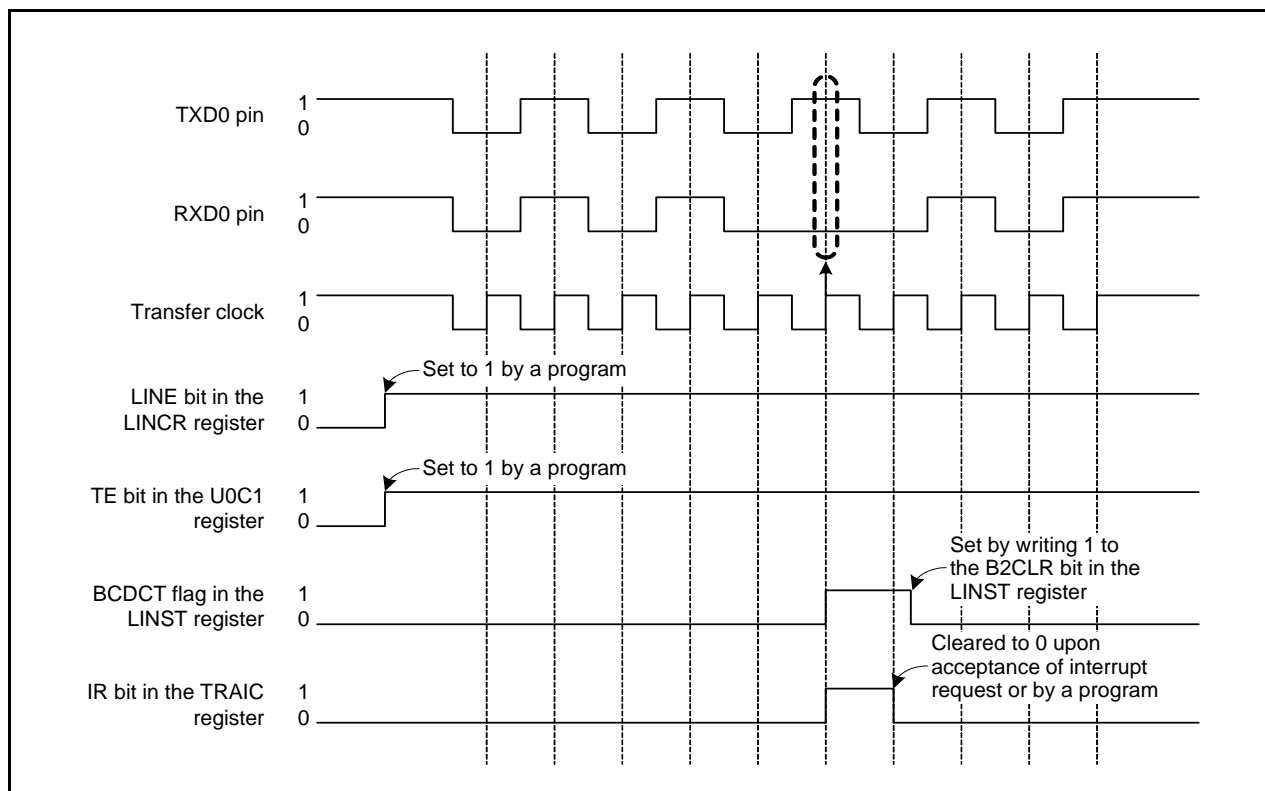 TXD0 pin
1
0
RXD0 pin
1
0
Transfer clock
1
0
Set to 1 by a program
LINE bit in the
LINCR register
1
0
Set to 1 by a program
TE bit in the U0C1
register
1
0
Set by writing 1 to
the B2CLR bit in the
LINST register
BCDCT flag in the
LINST register
1
0
Cleared to 0 upon
acceptance of interrupt
request or by a program
IR bit in the TRAIC
register
1
0